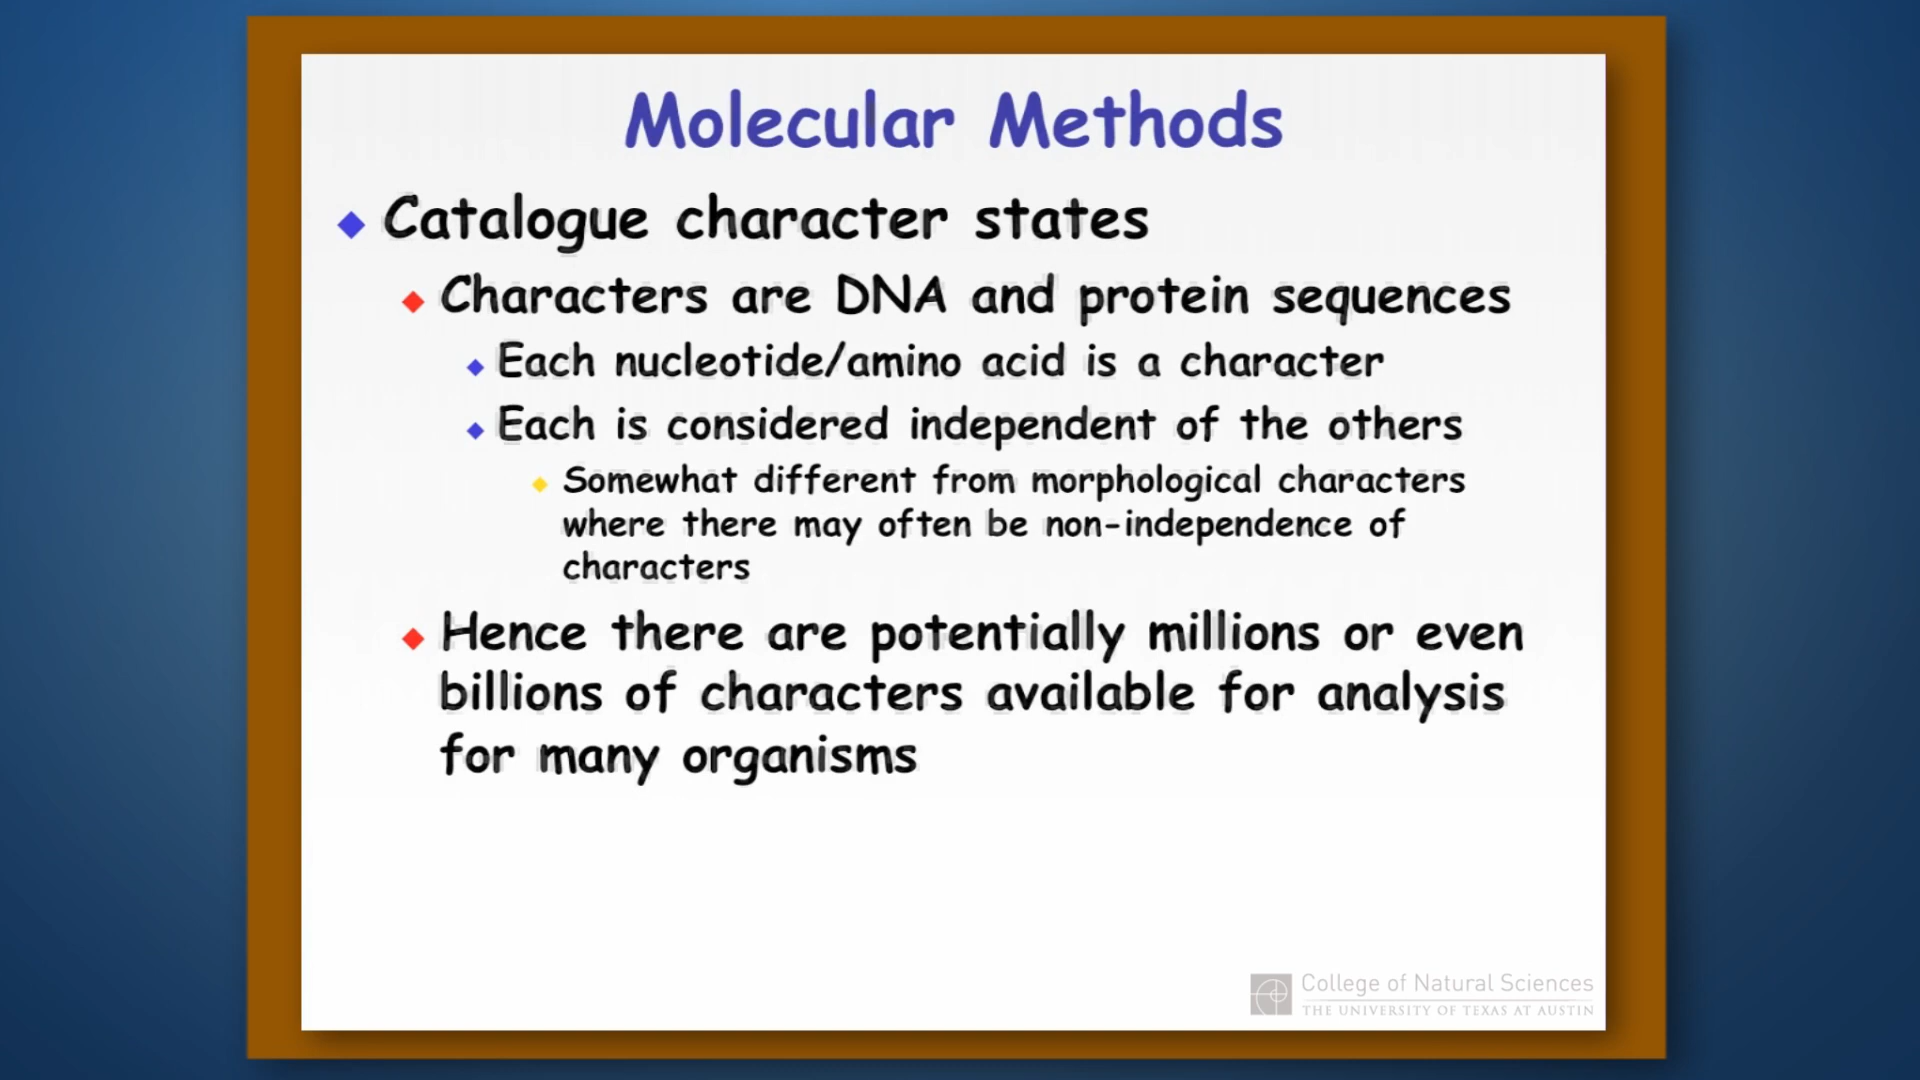 Molecular Methods
Catalogue character states
Characters are DNA and protein sequences
Each nucleotide/amino acid is a character
Each is considered independent of the others
Somewhat different from morphological characters
where there may often be non-independence of
characters
Hence there are potentially millions or even
billions of characters available for analysis
for many organisms
College of Natural Sciences
THE UNIVERSITY OF TEXAS AT AUSTIN